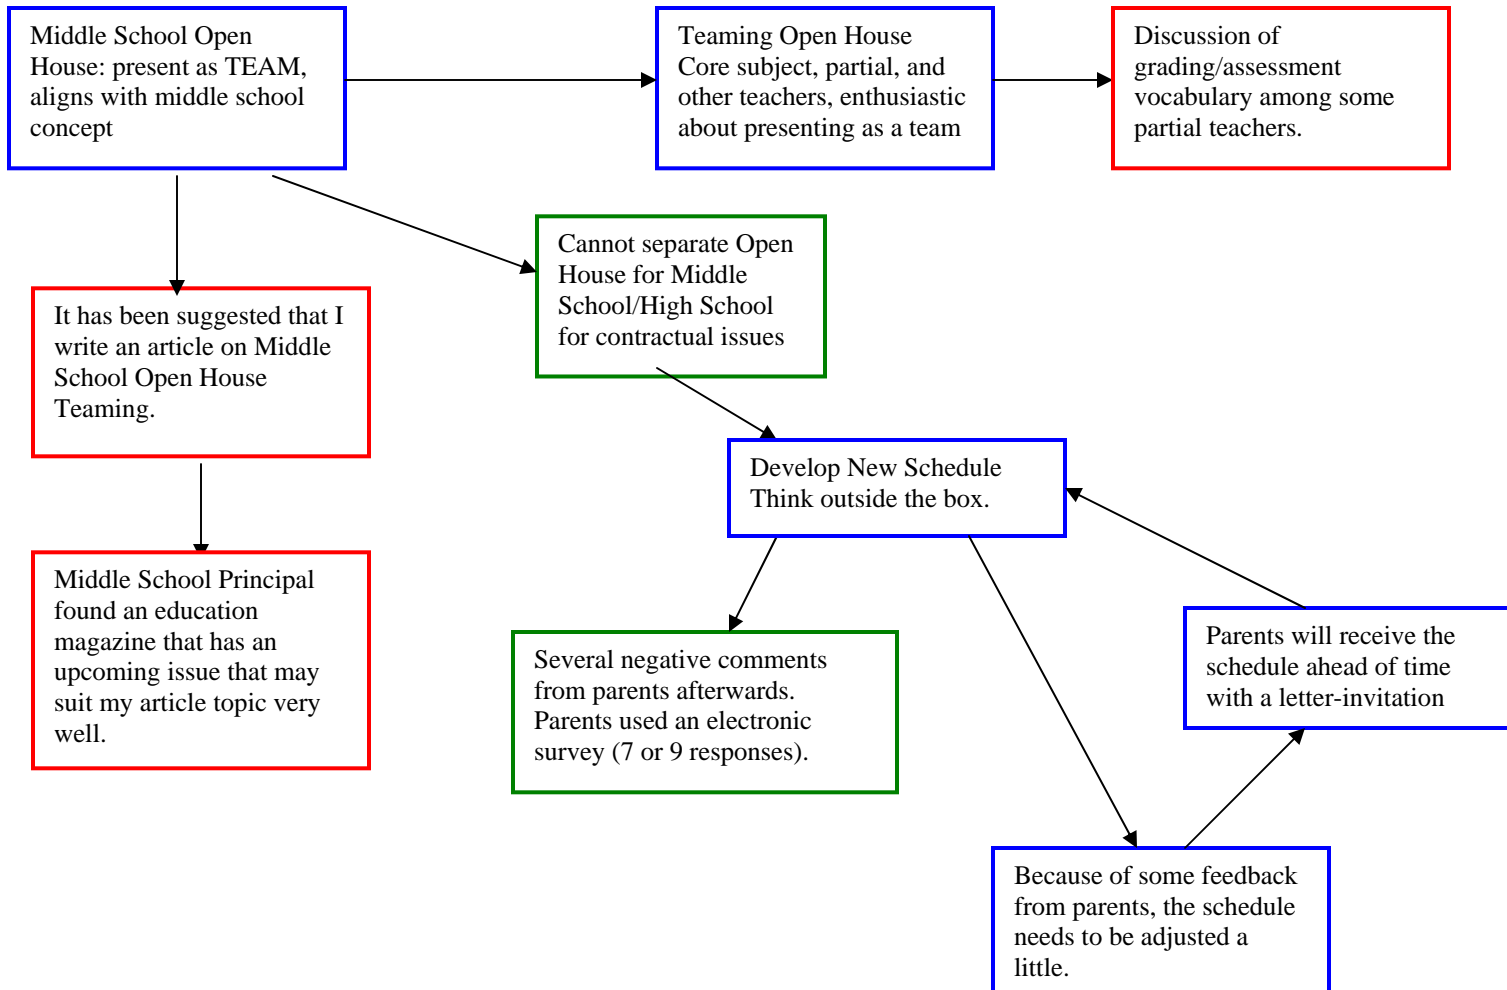 Middle School Open
House: present as TEAM,
aligns with middle school
concept
Teaming Open House
Core subject, partial, and
other teachers, enthusiastic
about presenting as a team
Discussion of
grading/assessment
vocabulary among some
partial teachers.
Cannot separate Open
House for Middle
School/High School
for contractual issues
It has been suggested that I
write an article on Middle
School Open House
Teaming.
Develop New Schedule
Think outside the box.
Middle School Principal
found an education
magazine that has an
upcoming issue that may
suit my article topic very
well.
Several negative comments
from parents afterwards.
Parents used an electronic
survey (7 or 9 responses).
Parents will receive the
schedule ahead of time
with a letter-invitation
Because of some feedback
from parents, the schedule
needs to be adjusted a
little.